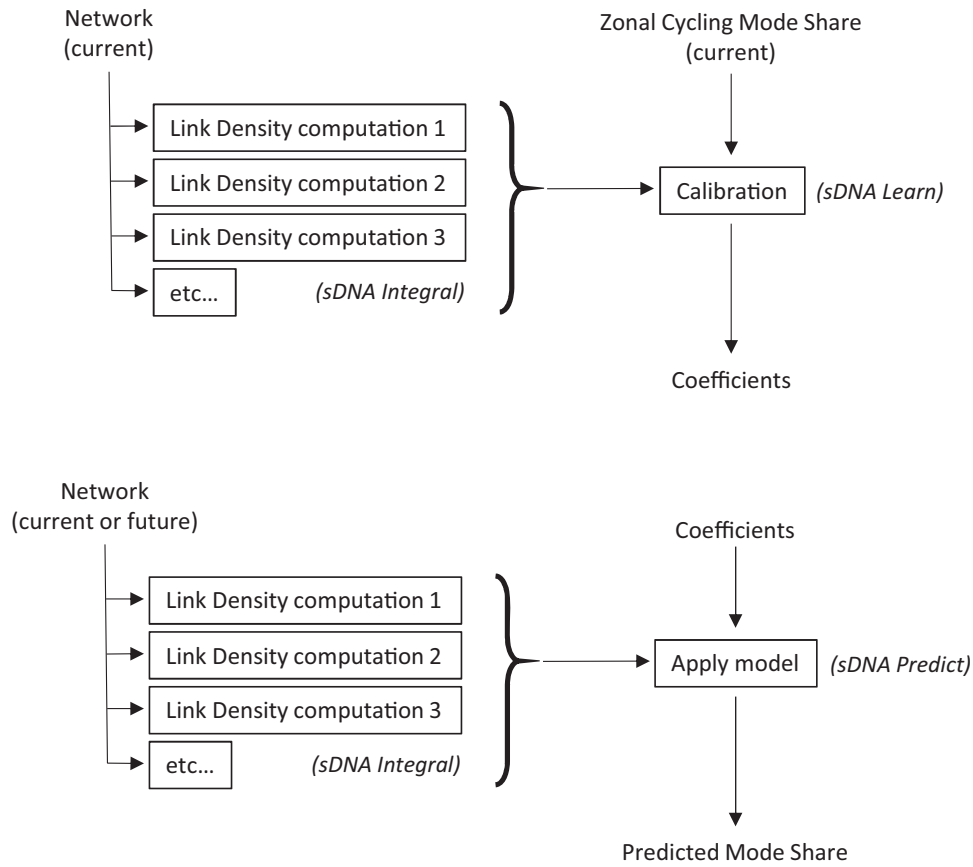 Network
(current)
Zonal Cycling Mode Share
(current)
Link Density computation 1
Link Density computation 2
Link Density computation 3
etc...
(sDNA Integral)
Calibration
(sDNA Learn)
Coefficients
Network
(current or future)
Coefficients
Link Density computation 1
Link Density computation 2
Link Density computation 3
etc...
(sDNA Integral)
Apply model
(sDNA Predict)
Predicted Mode Share